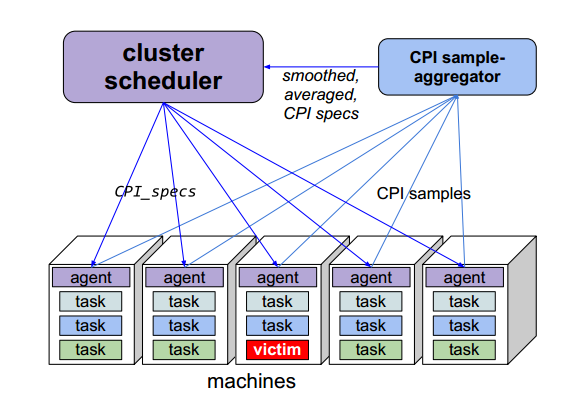 cluster
scheduler
CPI sample-
aggregator
smoothed,
averaged,
CPI specs
CPI_specs
CPI samples
agent
agent
agent
agent
agent
task
task
task
task
task
task
task
task
task
task
task
task
victim
task
task
machines